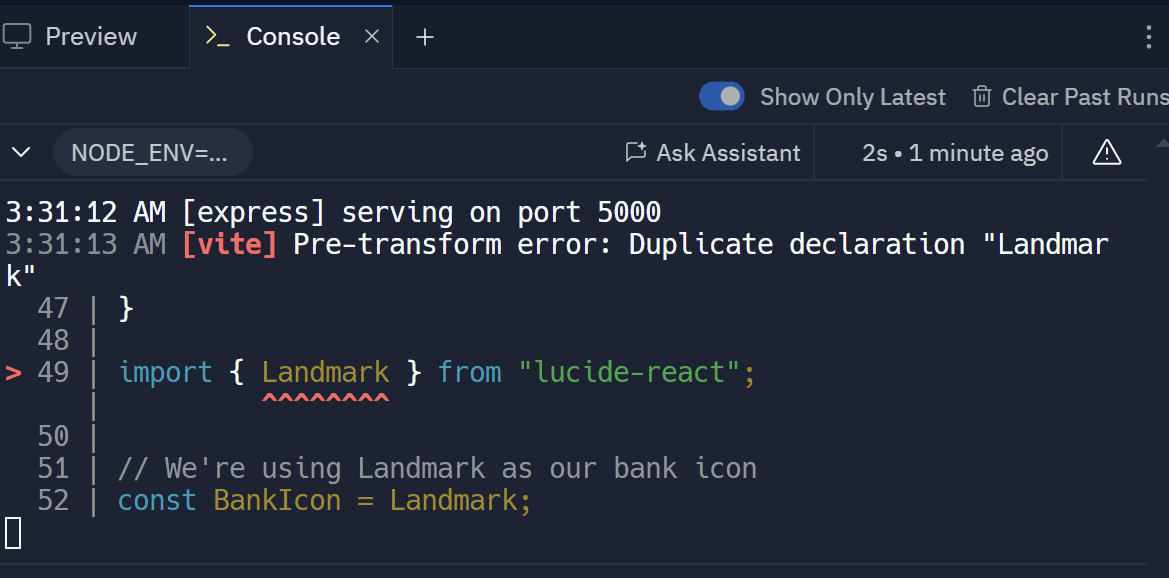 Preview
>_ Console × +
Show Only Latest Clear Past Runs
NODE_ENV=... Ask Assistant 2s • 1 minute ago
3:31:12 AM [express] serving on port 5000
3:31:13 AM [vite] Pre-transform error: Duplicate declaration "Landmar
k"
47 | }
48 |
> 49 | import { Landmark } from "lucide-react";
| ^^^^^^^^
50 |
51 | // We're using Landmark as our bank icon
52 | const BankIcon = Landmark;